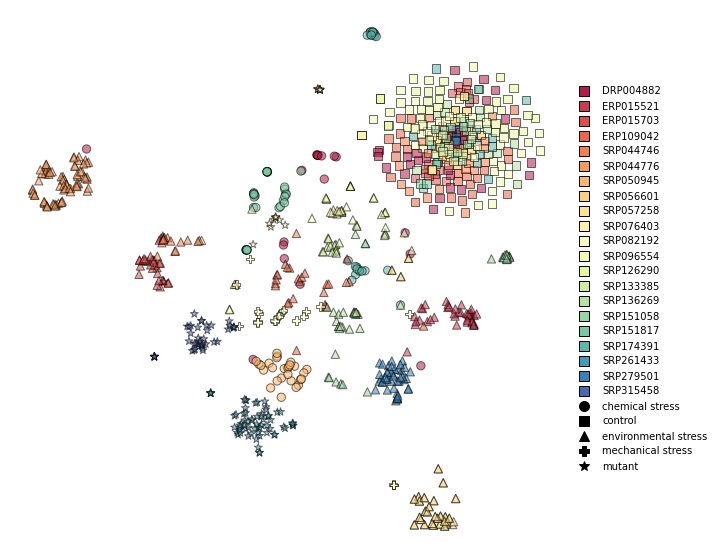 DRP004882
ERP015521
ERP015703
ERP109042
SRP044746
SRP044776
SRP050945
SRP056601
SRP057258
SRP076403
SRP082192
SRP096554
SRP126290
SRP133385
SRP136269
SRP151058
SRP151817
SRP174391
SRP261433
SRP279501
SRP315458
chemical stress
control
environmental stress
mechanical stress
mutant